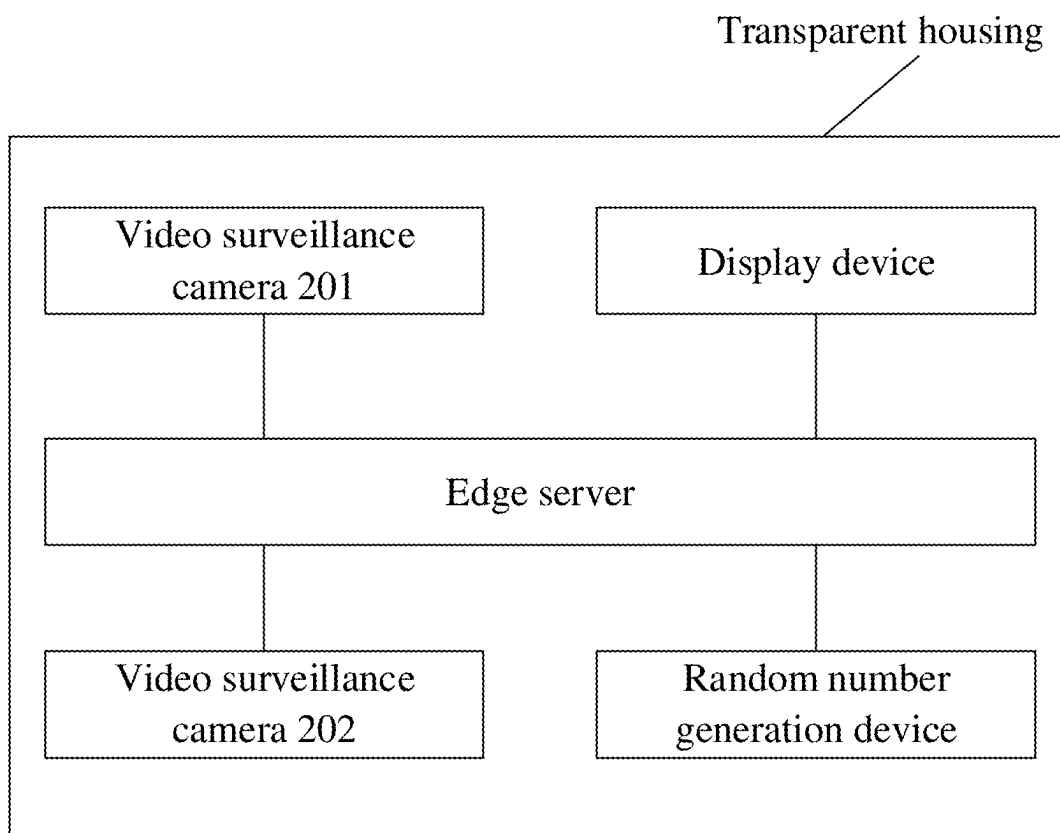 Transparent housing
Video surveillance
camera 201
Display device
Edge server
Video surveillance
camera 202
Random number
generation device